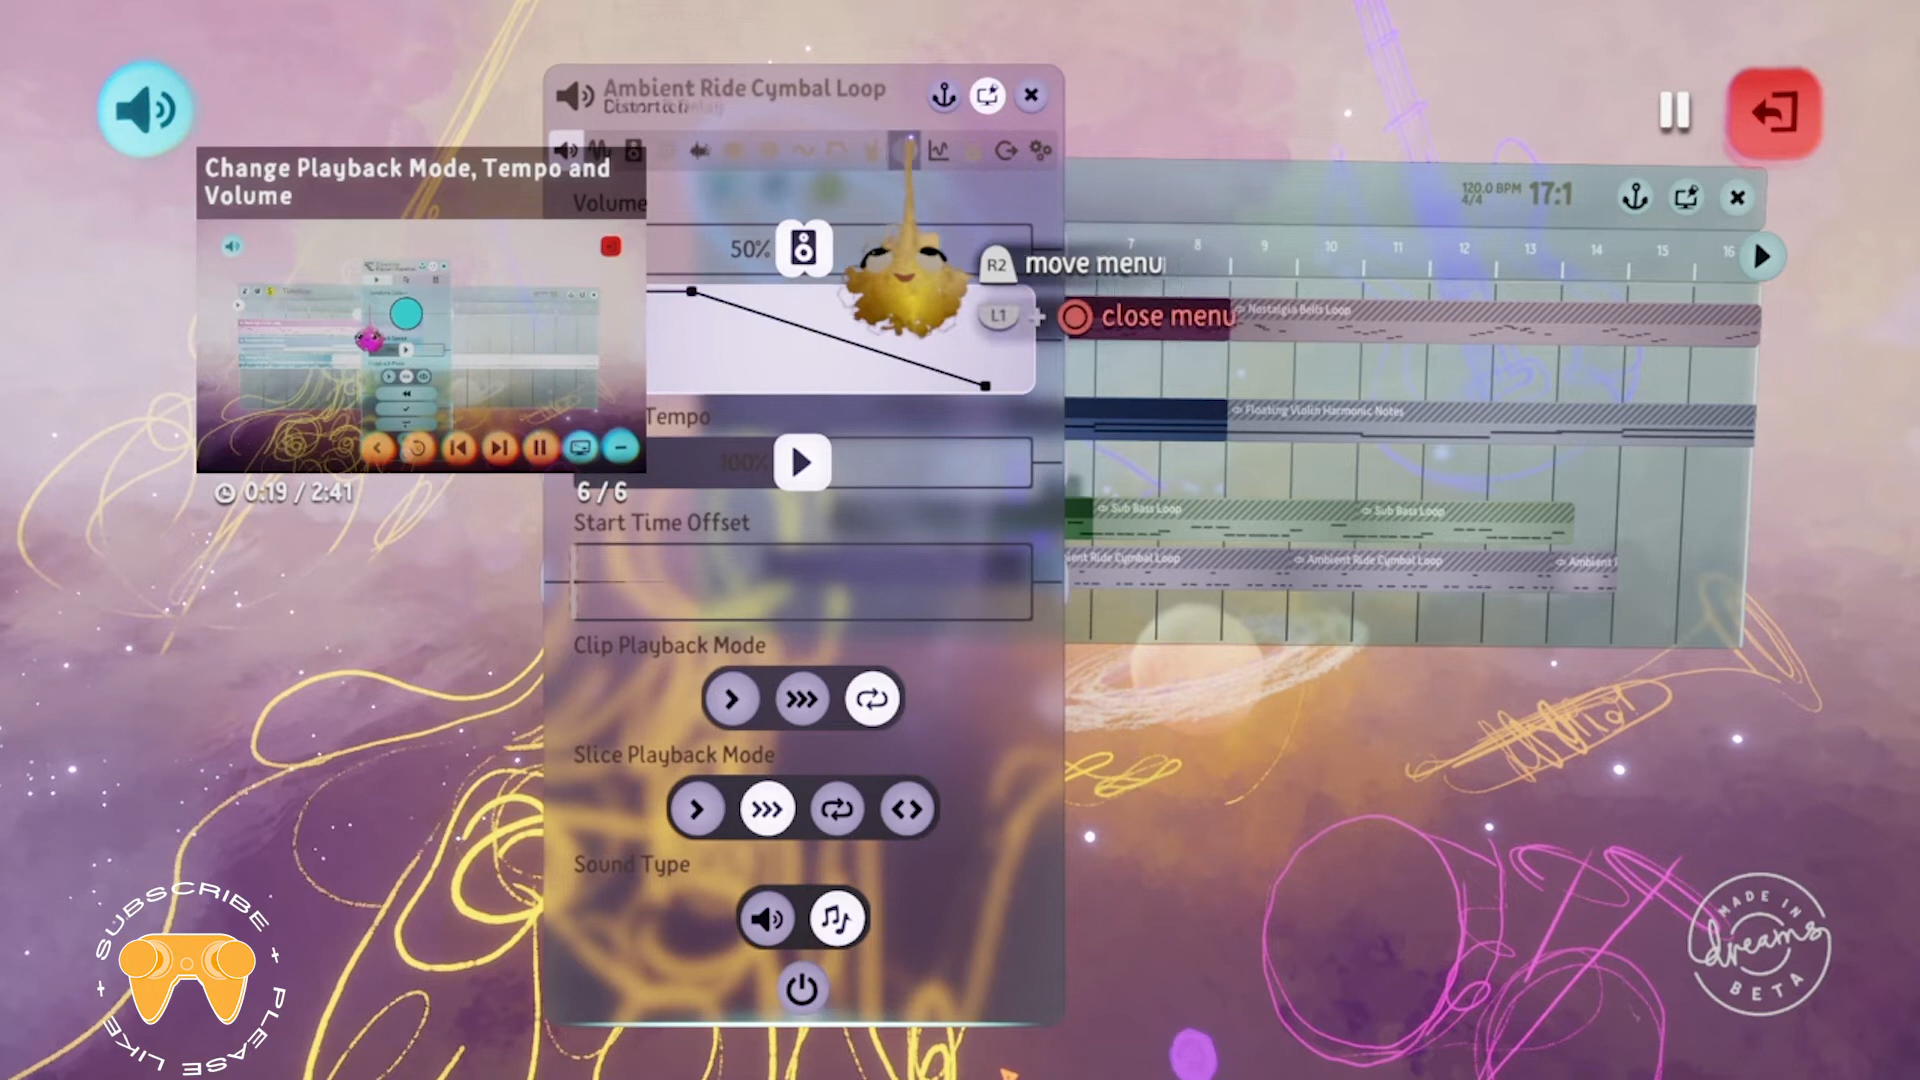 Ambient Ride Cymbal Loop
Change Playback Mode, Tempo and
Volume
Volume
50%
R2 move menu
L1 + close menu
120.0 BPM
4/4
17:1
7 8 9 10 11 12 13 14 15 16
Nostalgia Bells Loop
Floating Violin Harmonic Notes
Sub Bass Loop
Sub Bass Loop
Ride Cymbal Loop
Ambient Ride Cymbal Loop
Ambient
Tempo
100%
0:19 / 2:41
6 / 6
Start Time Offset
Clip Playback Mode
Slice Playback Mode
Sound Type
SUBSCRIBE + PLEASE LIKE +
MADE IN
dreams
BETA